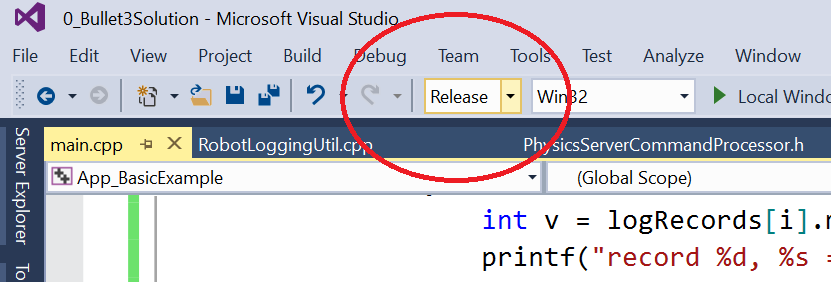 0_Bullet3Solution - Microsoft Visual Studio
File Edit View Project Build Debug Team Tools Test Analyze Window
Release Win32 Local Windo
main.cpp RobotLoggingUtil.cpp PhysicsServerCommandProcessor.h
App_BasicExample (Global Scope)
int v = logRecords[i].
printf("record %d, %s =
Server Explorer
To